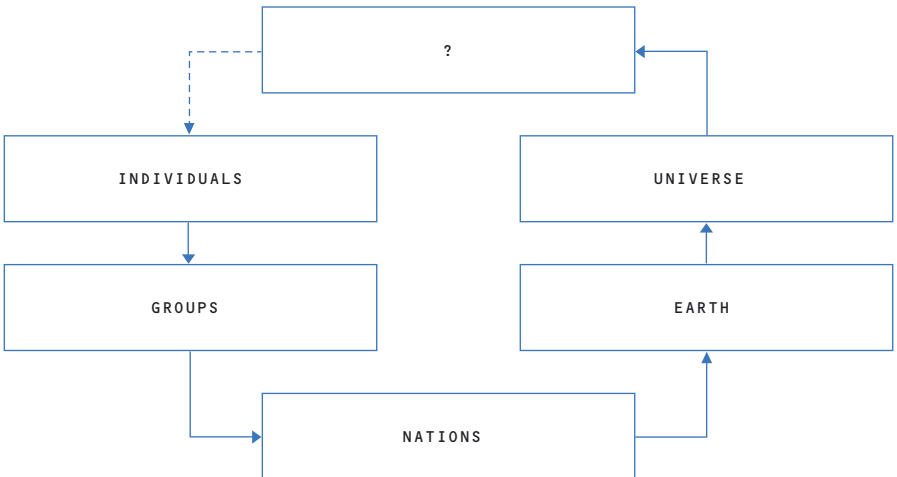 ?
INDIVIDUALS
UNIVERSE
GROUPS
EARTH
NATIONS